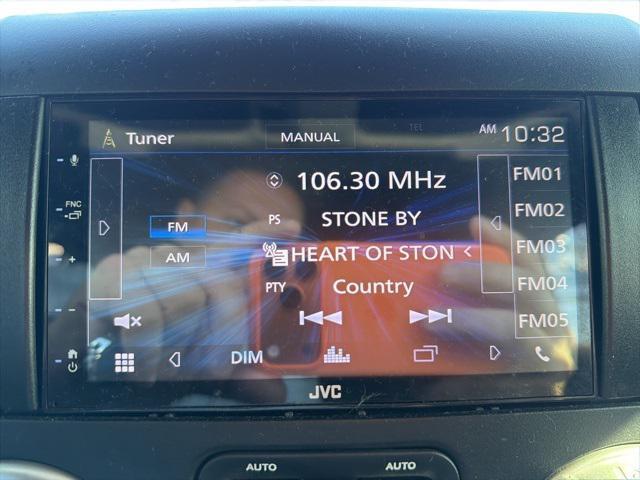 Tuner MANUAL TEL AM 10:32
106.30 MHz FM01
FNC
PS STONE BY FM02
FM
HEART OF STON < FM03
AM
PTY Country FM04
FM05
DIM
JVC
AUTO AUTO